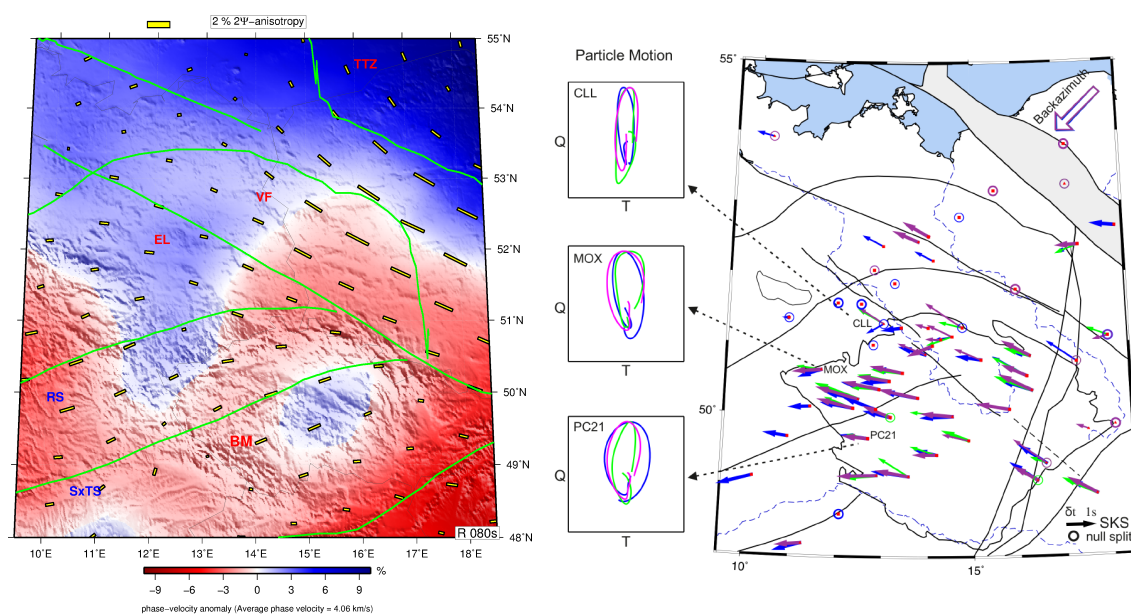 2 % 2Ψ−anisotropy
55˚N
54˚N
53˚N
52˚N
51˚N
50˚N
49˚N
48˚N
TTZ
VF
EL
RS
BM
SxTS
R 080s
10˚E
11˚E
12˚E
13˚E
14˚E
15˚E
16˚E
17˚E
18˚E
%
−9
−6
−3
0
3
6
9
phase−velocity anomaly (Average phase velocity = 4.06 km/s)
Particle Motion
CLL
Q
T
MOX
Q
T
PC21
Q
T
55˚
Backazimuth
CLL
MOX
50˚
PC21
δt 1s
SKS
null split
10˚
15˚